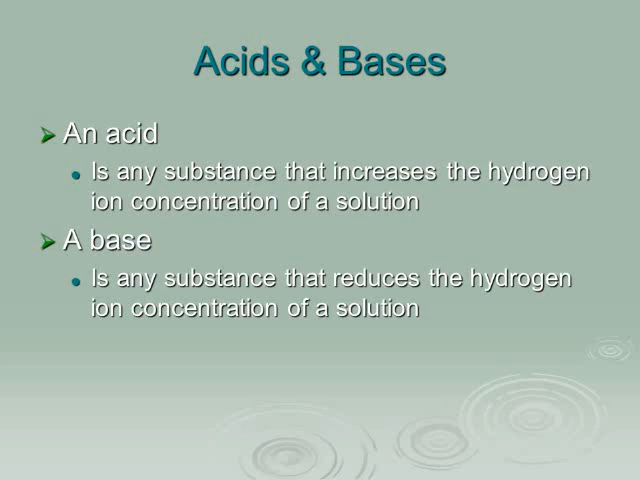 Acids & Bases
An acid
Is any substance that increases the hydrogen
ion concentration of a solution
A base
Is any substance that reduces the hydrogen
ion concentration of a solution